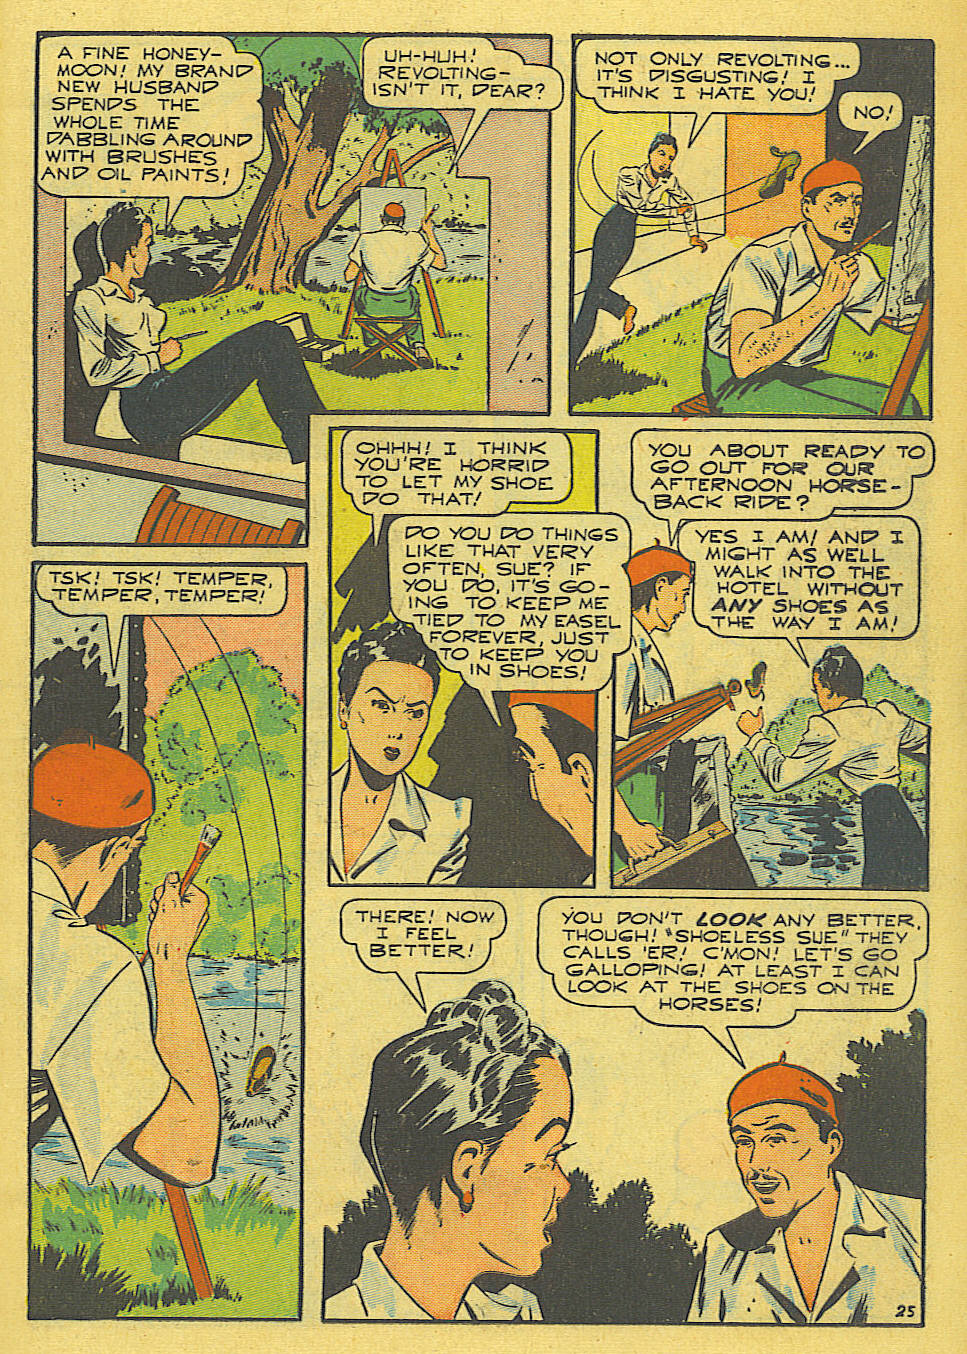 A FINE HONEY-
MOON! MY BRAND
NEW HUSBAND
SPENDS THE
WHOLE TIME
DABBLING AROUND
WITH BRUSHES
AND OIL PAINTS!
UH-HUH!
REVOLTING-
ISN'T IT, DEAR?
NOT ONLY REVOLTING...
IT'S DISGUSTING! I
THINK I HATE YOU!
NO!
TSK! TSK! TEMPER,
TEMPER, TEMPER!
OHHH! I THINK
YOU'RE HORRID
TO LET MY SHOE
DO THAT!
DO YOU DO THINGS
LIKE THAT VERY
OFTEN, SUE? IF
YOU DO, IT'S GO-
ING TO KEEP ME
TIED TO MY EASEL
FOREVER, JUST
TO KEEP YOU
IN SHOES!
YOU ABOUT READY TO
GO OUT FOR OUR
AFTERNOON HORSE-
BACK RIDE?
YES I AM! AND I
MIGHT AS WELL
WALK INTO THE
HOTEL WITHOUT
ANY SHOES AS
THE WAY I AM!
THERE! NOW
I FEEL
BETTER!
YOU DON'T LOOK ANY BETTER,
THOUGH! "SHOELESS SUE" THEY
CALLS 'ER! C'MON! LET'S GO
GALLOPING! AT LEAST I CAN
LOOK AT THE SHOES ON THE
HORSES!
25